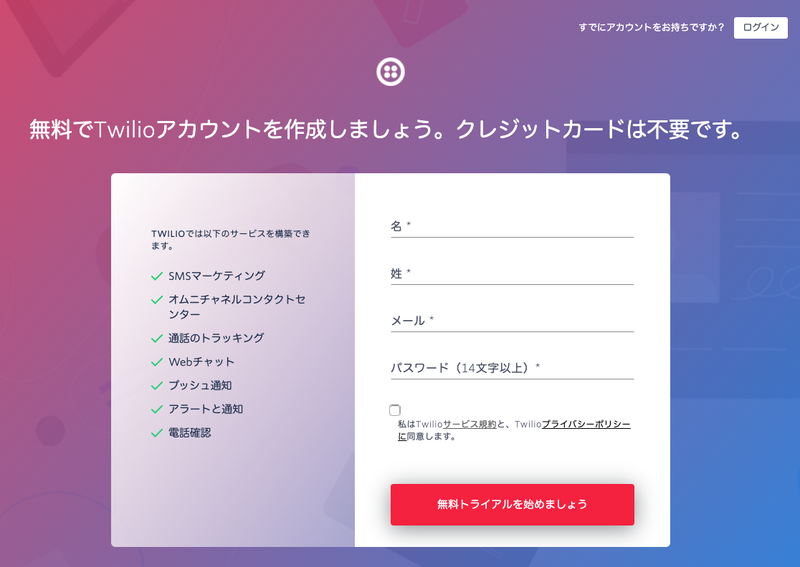 すでにアカウントをお持ちですか？ ログイン
無料でTwilioアカウントを作成しましょう。クレジットカードは不要です。
TWILIOでは以下のサービスを構築でき
ます。
SMSマーケティング
オムニチャネルコンタクトセ
ンター
通話のトラッキング
Webチャット
プッシュ通知
アラートと通知
電話確認
名 *
姓 *
メール *
パスワード（14文字以上）*
私はTwilioサービス規約と、Twilioプライバシーポリシー
に同意します。
無料トライアルを始めましょう